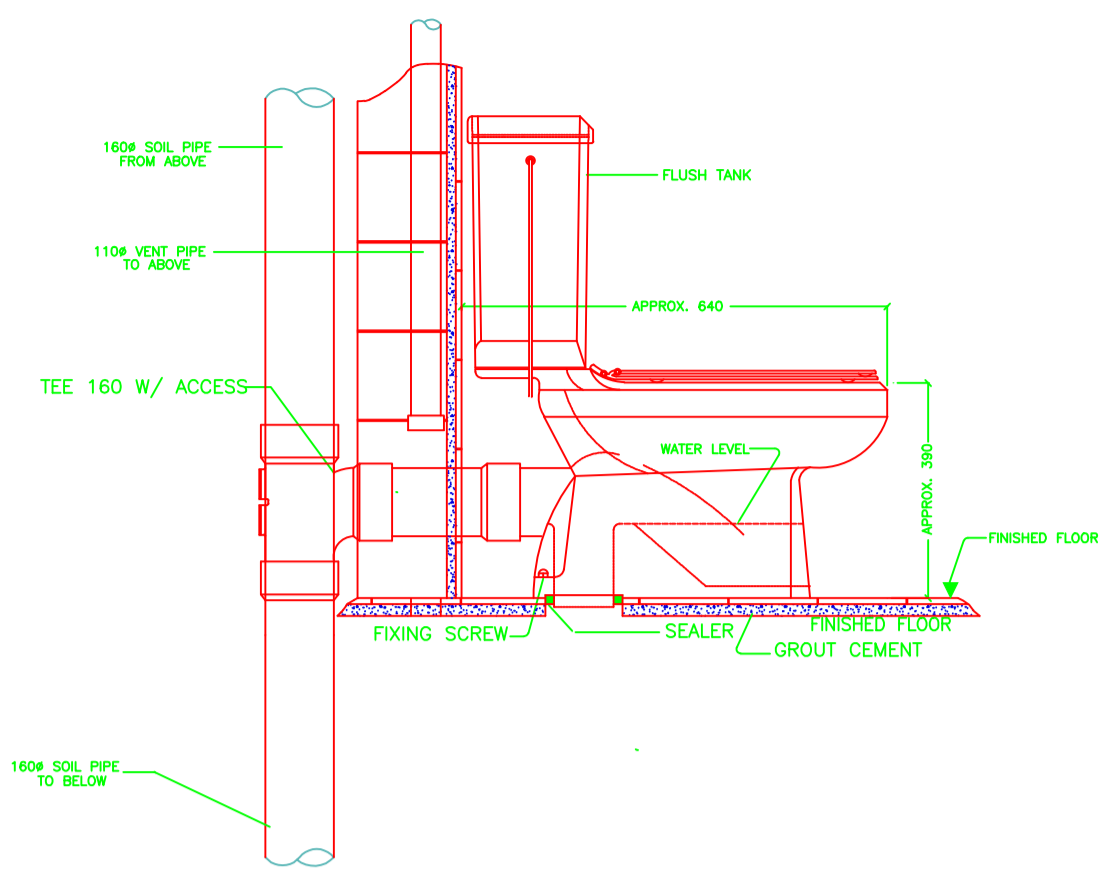 160ø SOIL PIPE
FROM ABOVE
FLUSH TANK
110ø VENT PIPE
TO ABOVE
APPROX. 640
TEE 160 W/ ACCESS
WATER LEVEL
APPROX. 390
FINISHED FLOOR
FIXING SCREW
SEALER
FINISHED FLOOR
GROUT CEMENT
160ø SOIL PIPE
TO BELOW